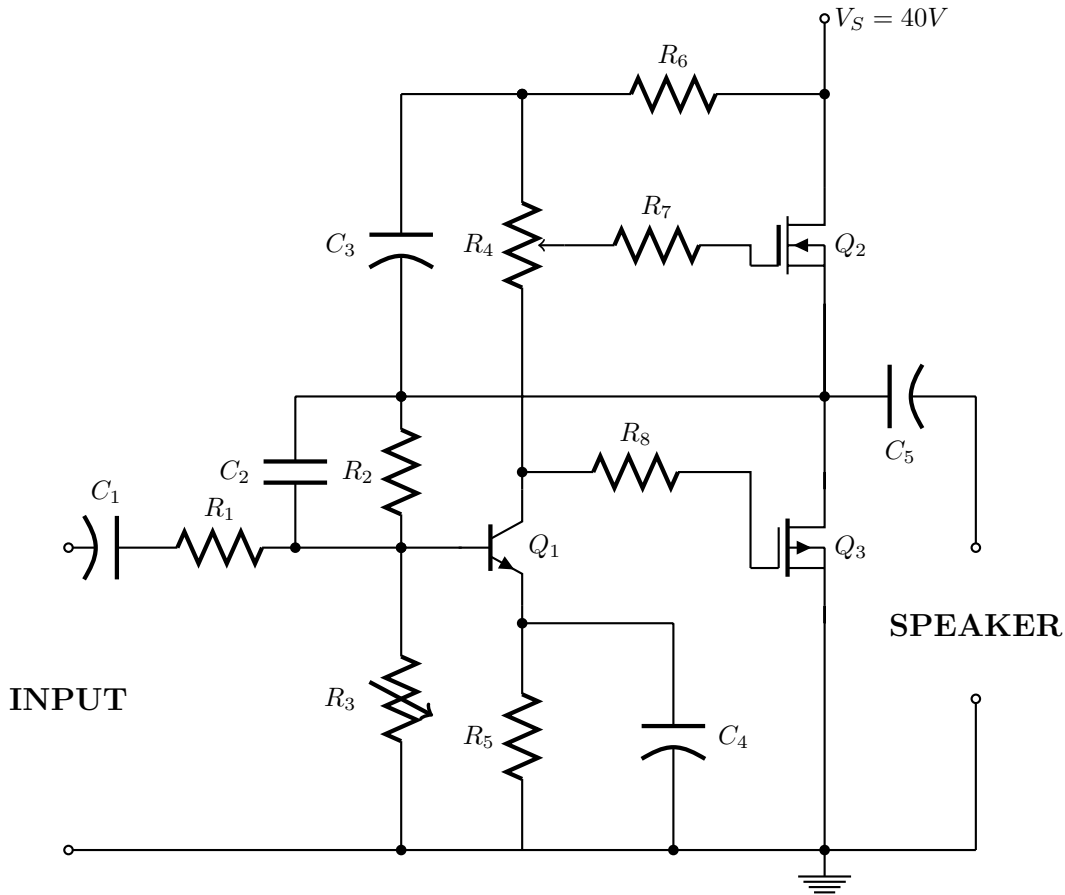 V_S = 40V
R_6
R_7
C_3
R_4
Q_2
R_8
C_5
C_2
R_2
C_1
R_1
Q_1
Q_3
SPEAKER
INPUT
R_3
R_5
C_4